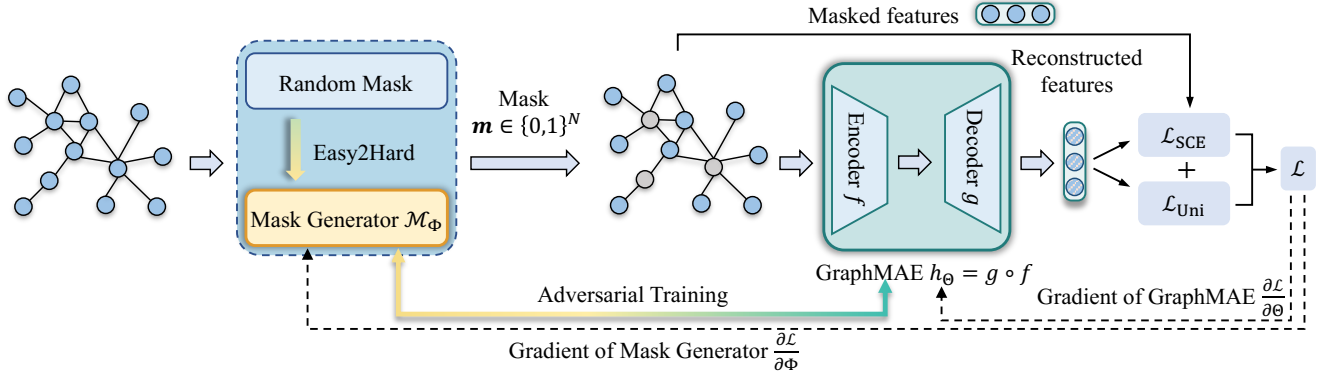 Masked features
Random Mask
Easy2Hard
Mask Generator ℳ_Φ
Mask
𝒎 ∈ {0,1}^N
Encoder f
Decoder g
GraphMAE h_Θ = g ∘ f
Reconstructed
features
ℒ_SCE
+
ℒ_Uni
ℒ
Adversarial Training
Gradient of GraphMAE ∂ℒ/∂Θ
Gradient of Mask Generator ∂ℒ/∂Φ